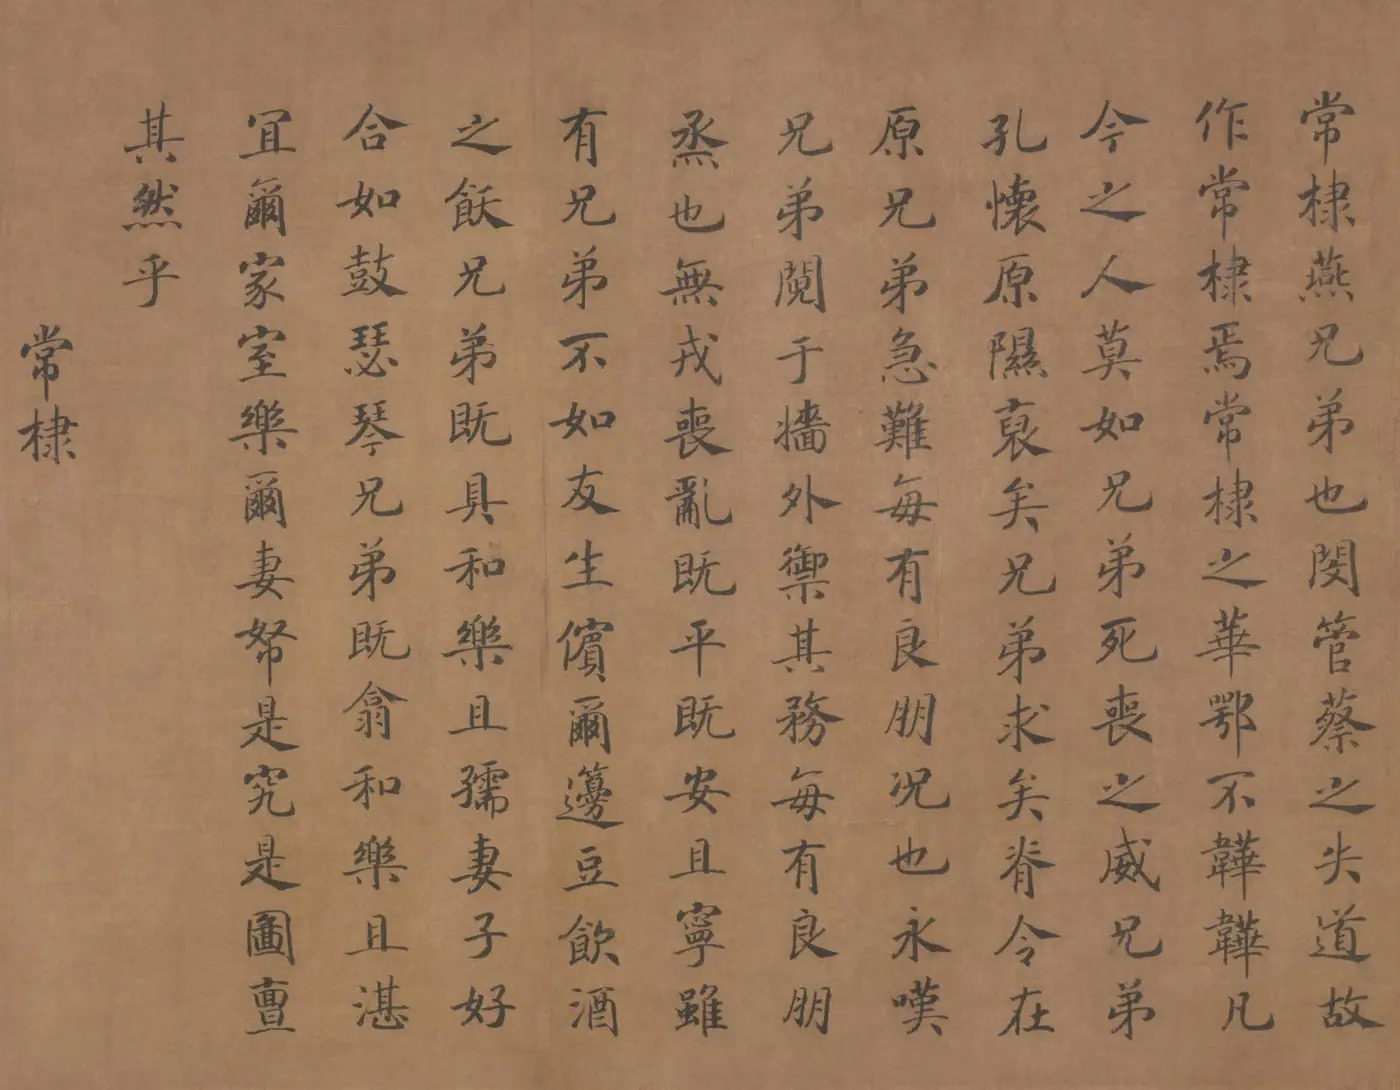 常棣燕兄弟也閔管蔡之失道故
作常棣焉常棣之華鄂不韡韡凡
今之人莫如兄弟死喪之威兄弟
孔懷原隰裒矣兄弟求矣脊令在
原兄弟急難每有良朋况也永嘆
兄弟閱于牆外禦其務每有良朋
烝也無戎喪亂既平既安且寧雖
有兄弟不如友生儐爾籩豆飲酒
之飫兄弟既具和樂且孺妻子好
合如鼓瑟琴兄弟既翕和樂且湛
宜爾家室樂爾妻帑是究是圖亶
其然乎
常棣